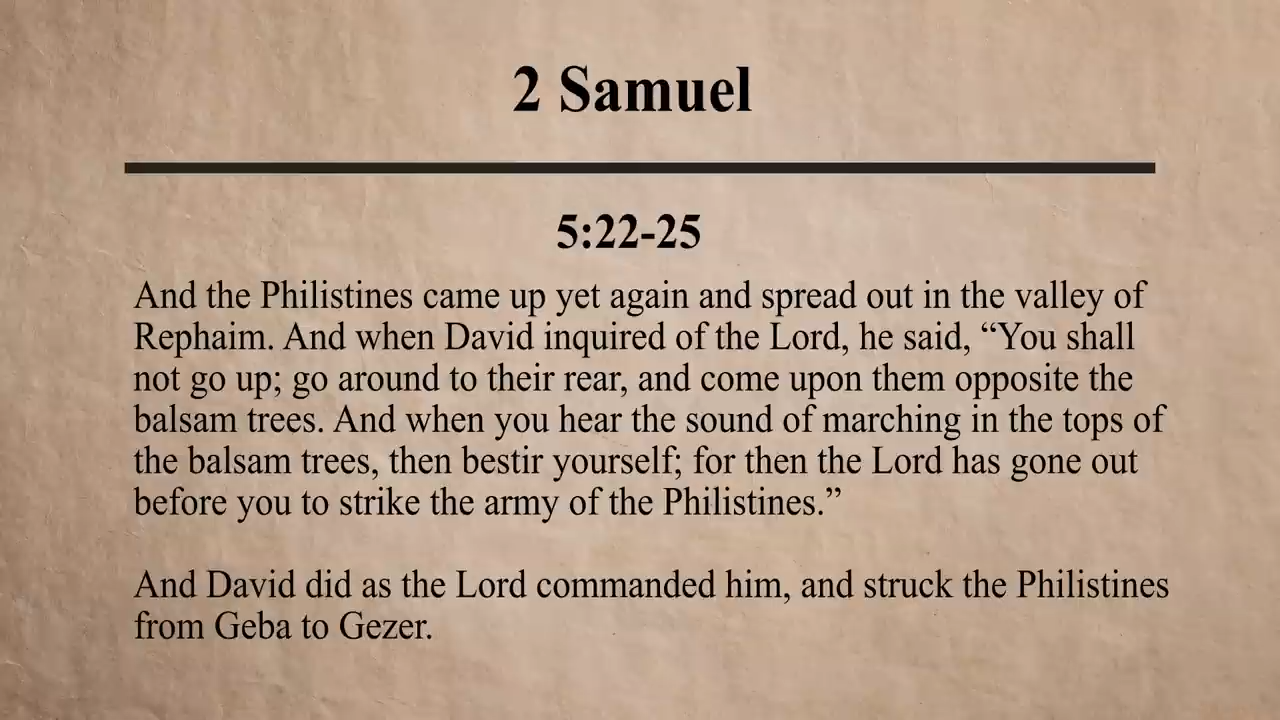 2 Samuel
5:22-25
And the Philistines came up yet again and spread out in the valley of
Rephaim. And when David inquired of the Lord, he said, “You shall
not go up; go around to their rear, and come upon them opposite the
balsam trees. And when you hear the sound of marching in the tops of
the balsam trees, then bestir yourself; for then the Lord has gone out
before you to strike the army of the Philistines.”
And David did as the Lord commanded him, and struck the Philistines
from Geba to Gezer.